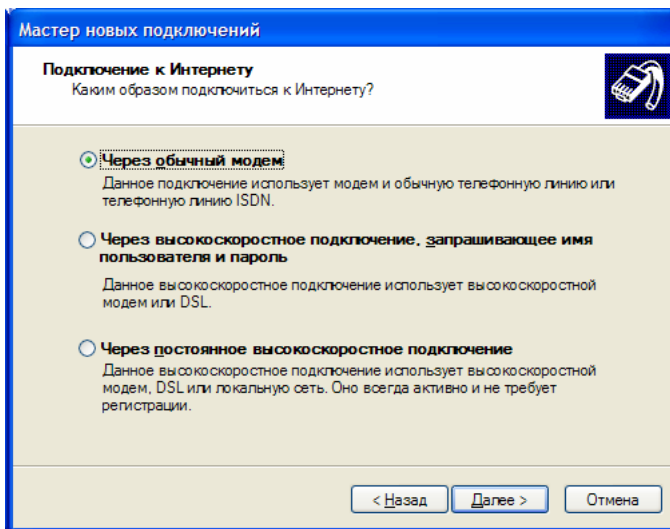 Мастер новых подключений
Подключение к Интернету
Каким образом подключиться к Интернету?
Через обычный модем
Данное подключение использует модем и обычную телефонную линию или
телефонную линию ISDN.
Через высокоскоростное подключение, запрашивающее имя
пользователя и пароль
Данное высокоскоростное подключение использует высокоскоростной
модем или DSL.
Через постоянное высокоскоростное подключение
Данное высокоскоростное подключение использует высокоскоростной
модем, DSL или локальную сеть. Оно всегда активно и не требует
регистрации.
< Назад Далее > Отмена